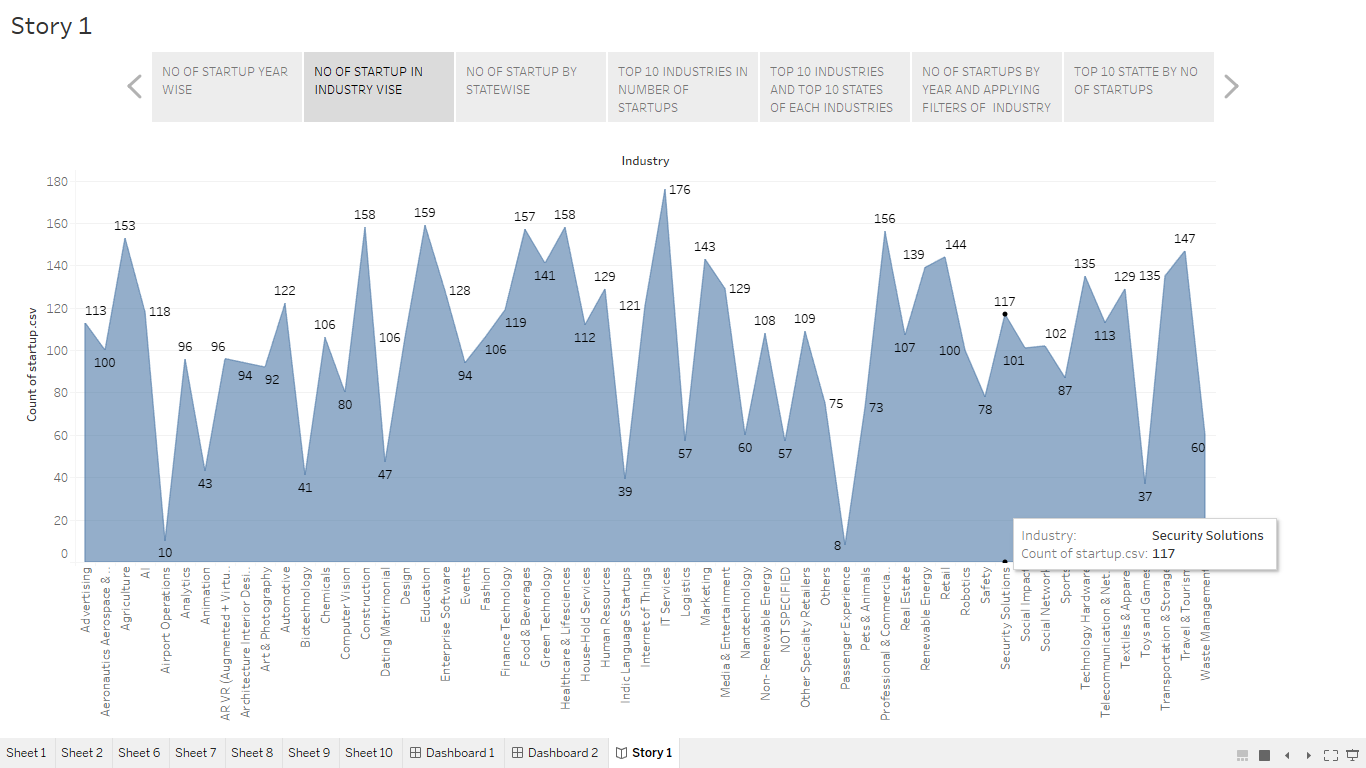 Story 1
NO OF STARTUP YEAR
WISE
NO OF STARTUP IN
INDUSTRY VISE
NO OF STARTUP BY
STATEWISE
TOP 10 INDUSTRIES IN
NUMBER OF
STARTUPS
TOP 10 INDUSTRIES
AND TOP 10 STATES
OF EACH INDUSTRIES
NO OF STARTUPS BY
YEAR AND APPLYING
FILTERS OF  INDUSTRY
TOP 10 STATTE BY NO
OF STARTUPS
Industry
Count of startup.csv
180
160
140
120
100
80
60
40
20
0
113
100
153
118
10
96
43
96
94
92
122
41
106
80
158
47
106
159
128
94
106
119
157
141
158
112
129
39
121
176
57
143
129
60
108
57
109
75
8
73
156
107
139
144
100
78
117
101
102
87
135
113
129
37
135
147
60
Advertising
Aeronautics Aerospace & ..
Agriculture
AI
Airport Operations
Analytics
Animation
AR VR (Augmented + Virtu..
Architecture Interior Desi..
Art & Photography
Automotive
Biotechnology
Chemicals
Computer Vision
Construction
Dating Matrimonial
Design
Education
Enterprise Software
Events
Fashion
Finance Technology
Food & Beverages
Green Technology
Healthcare & Lifesciences
House-Hold Services
Human Resources
Indic Language Startups
Internet of Things
IT Services
Logistics
Marketing
Media & Entertainment
Nanotechnology
Non- Renewable Energy
NOT SPECIFIED
Other Specialty Retailers
Others
Passenger Experience
Pets & Animals
Professional & Commercia..
Real Estate
Renewable Energy
Retail
Robotics
Safety
Security Solutions
Social Impact
Social Network
Sports
Technology Hardware
Telecommunication & Net..
Textiles & Apparel
Toys and Games
Transportation & Storage
Travel & Tourism
Waste Management
Industry: Security Solutions
Count of startup.csv: 117
Sheet 1
Sheet 2
Sheet 6
Sheet 7
Sheet 8
Sheet 9
Sheet 10
Dashboard 1
Dashboard 2
Story 1